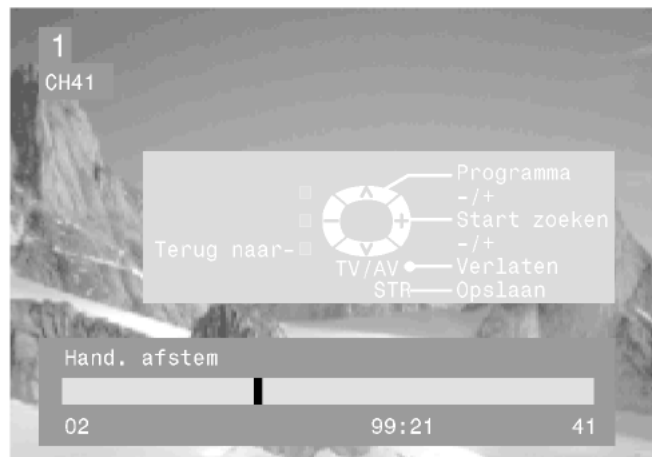 1
CH41
Programma
-/+
Start zoeken
-/+
Terug naar-
TV/AV
Verlaten
STR
Opslaan
Hand. afstem
02 99:21 41